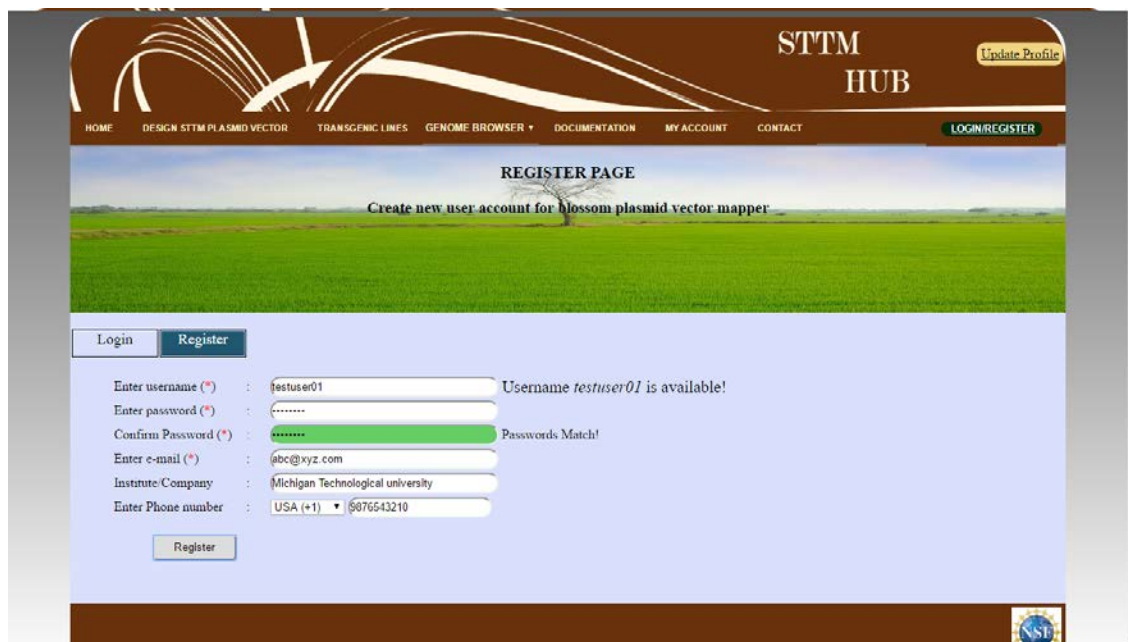 STTM
HUB
Update Profile
HOME DESIGN STTM PLASMID VECTOR TRANSGENIC LINES GENOME BROWSER ▾ DOCUMENTATION MY ACCOUNT CONTACT LOGIN/REGISTER
REGISTER PAGE
Create new user account for blossom plasmid vector mapper
Login Register
Enter username (*) : testuser01 Username testuser01 is available!
Enter password (*) : ········
Confirm Password (*) : ········ Passwords Match!
Enter e-mail (*) : abc@xyz.com
Institute/Company : Michigan Technological university
Enter Phone number : USA (+1) ▾ 9876543210
Register
NSF